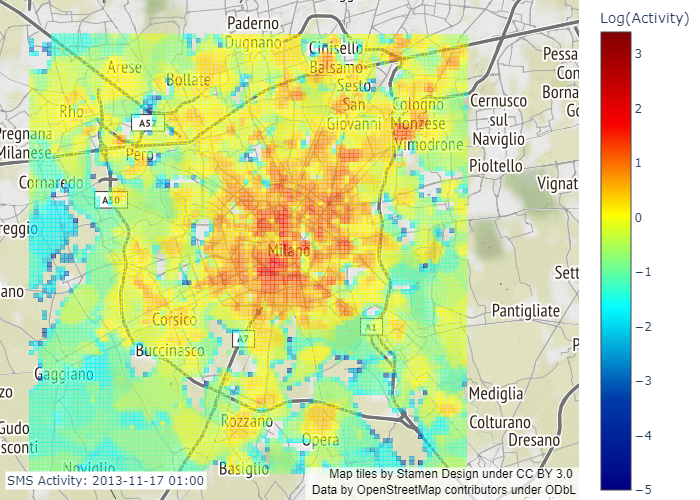 Log(Activity)
Paderno
Dugnano
Cinisello
Balsamo
Arese
Bollate
Sesto
San
Giovanni
Cologno
Monzese
Vimodrone
Cernusco
sul
Naviglio
Pioltello
Rho
A52
Pero
Pregnana
Milanese
Cornaredo
A50
reggio
Milano
Vignat
Pessa
Con
Borna
Go
Sett
ano
Pantigliate
Corsico
A7
A1
Buccinasco
Gaggiano
P
Mediglia
Colturano
Dresano
zo
Gudo
sconti
Rozzano
Opera
Noviglio
Basiglio
3
2
1
0
−1
−2
−3
−4
−5
SMS Activity: 2013-11-17 01:00
Map tiles by Stamen Design under CC BY 3.0
Data by OpenStreetMap contributors under ODbL